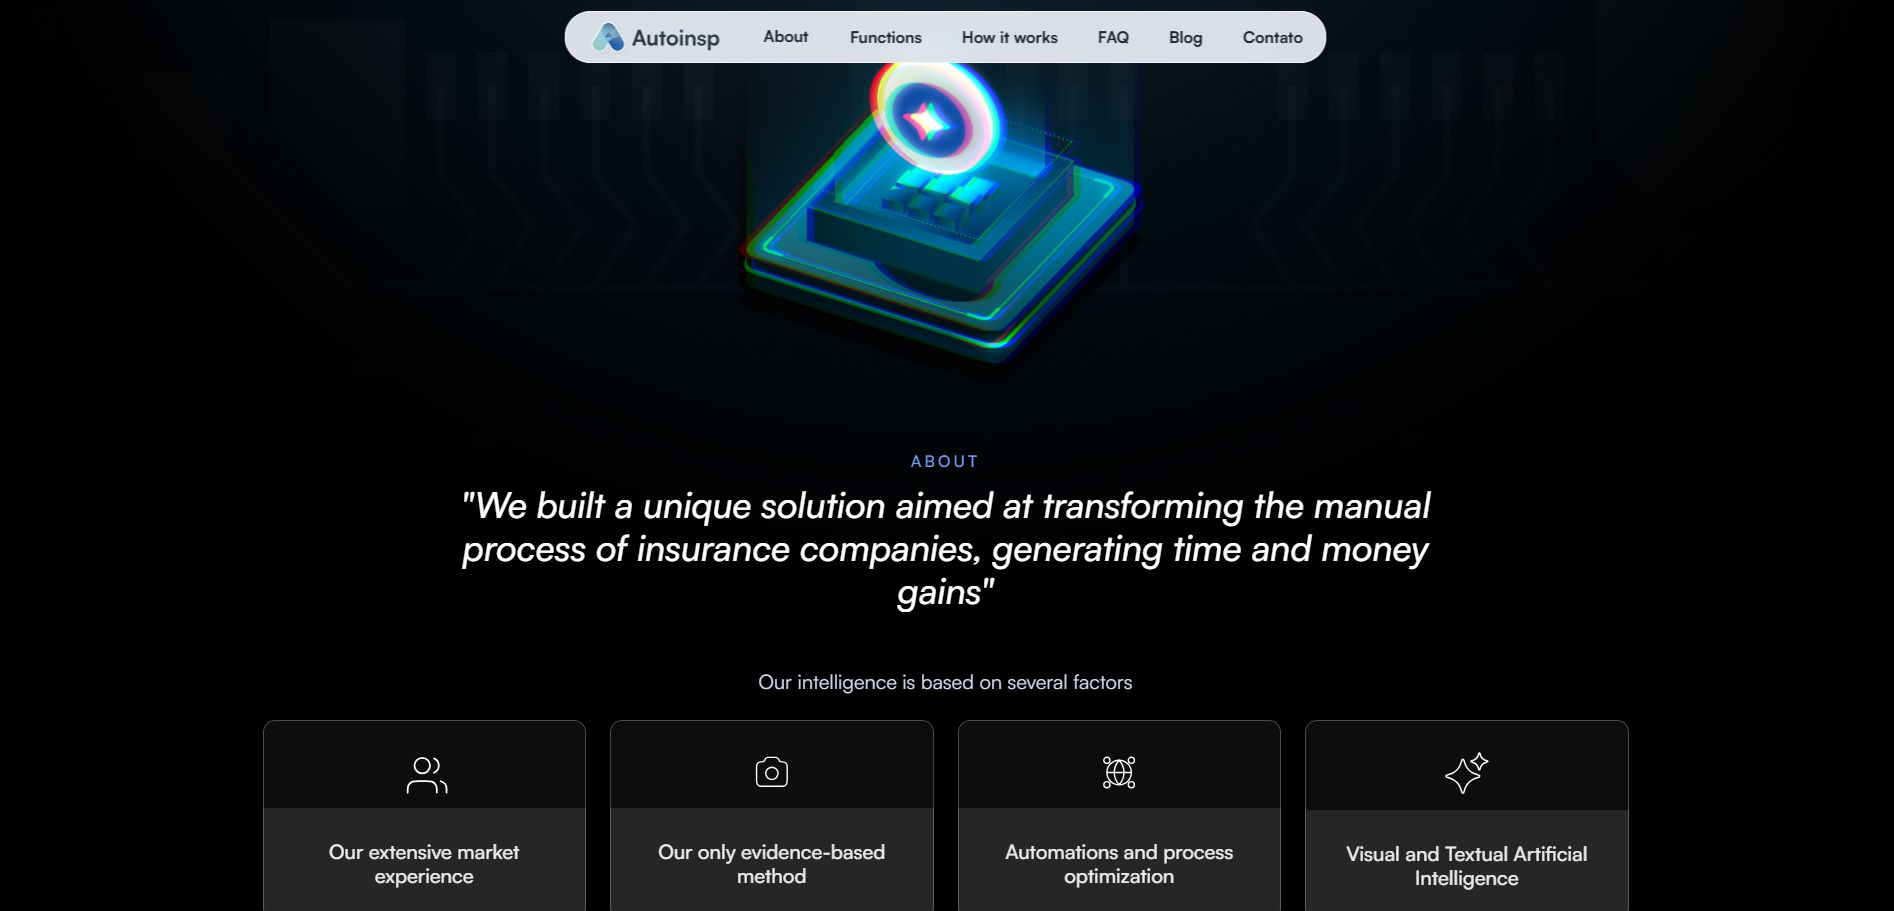 Autoinsp
About
Functions
How it works
FAQ
Blog
Contato
ABOUT
"We built a unique solution aimed at transforming the manual
process of insurance companies, generating time and money
gains"
Our intelligence is based on several factors
Our extensive market
experience
Our only evidence-based
method
Automations and process
optimization
Visual and Textual Artificial
Intelligence